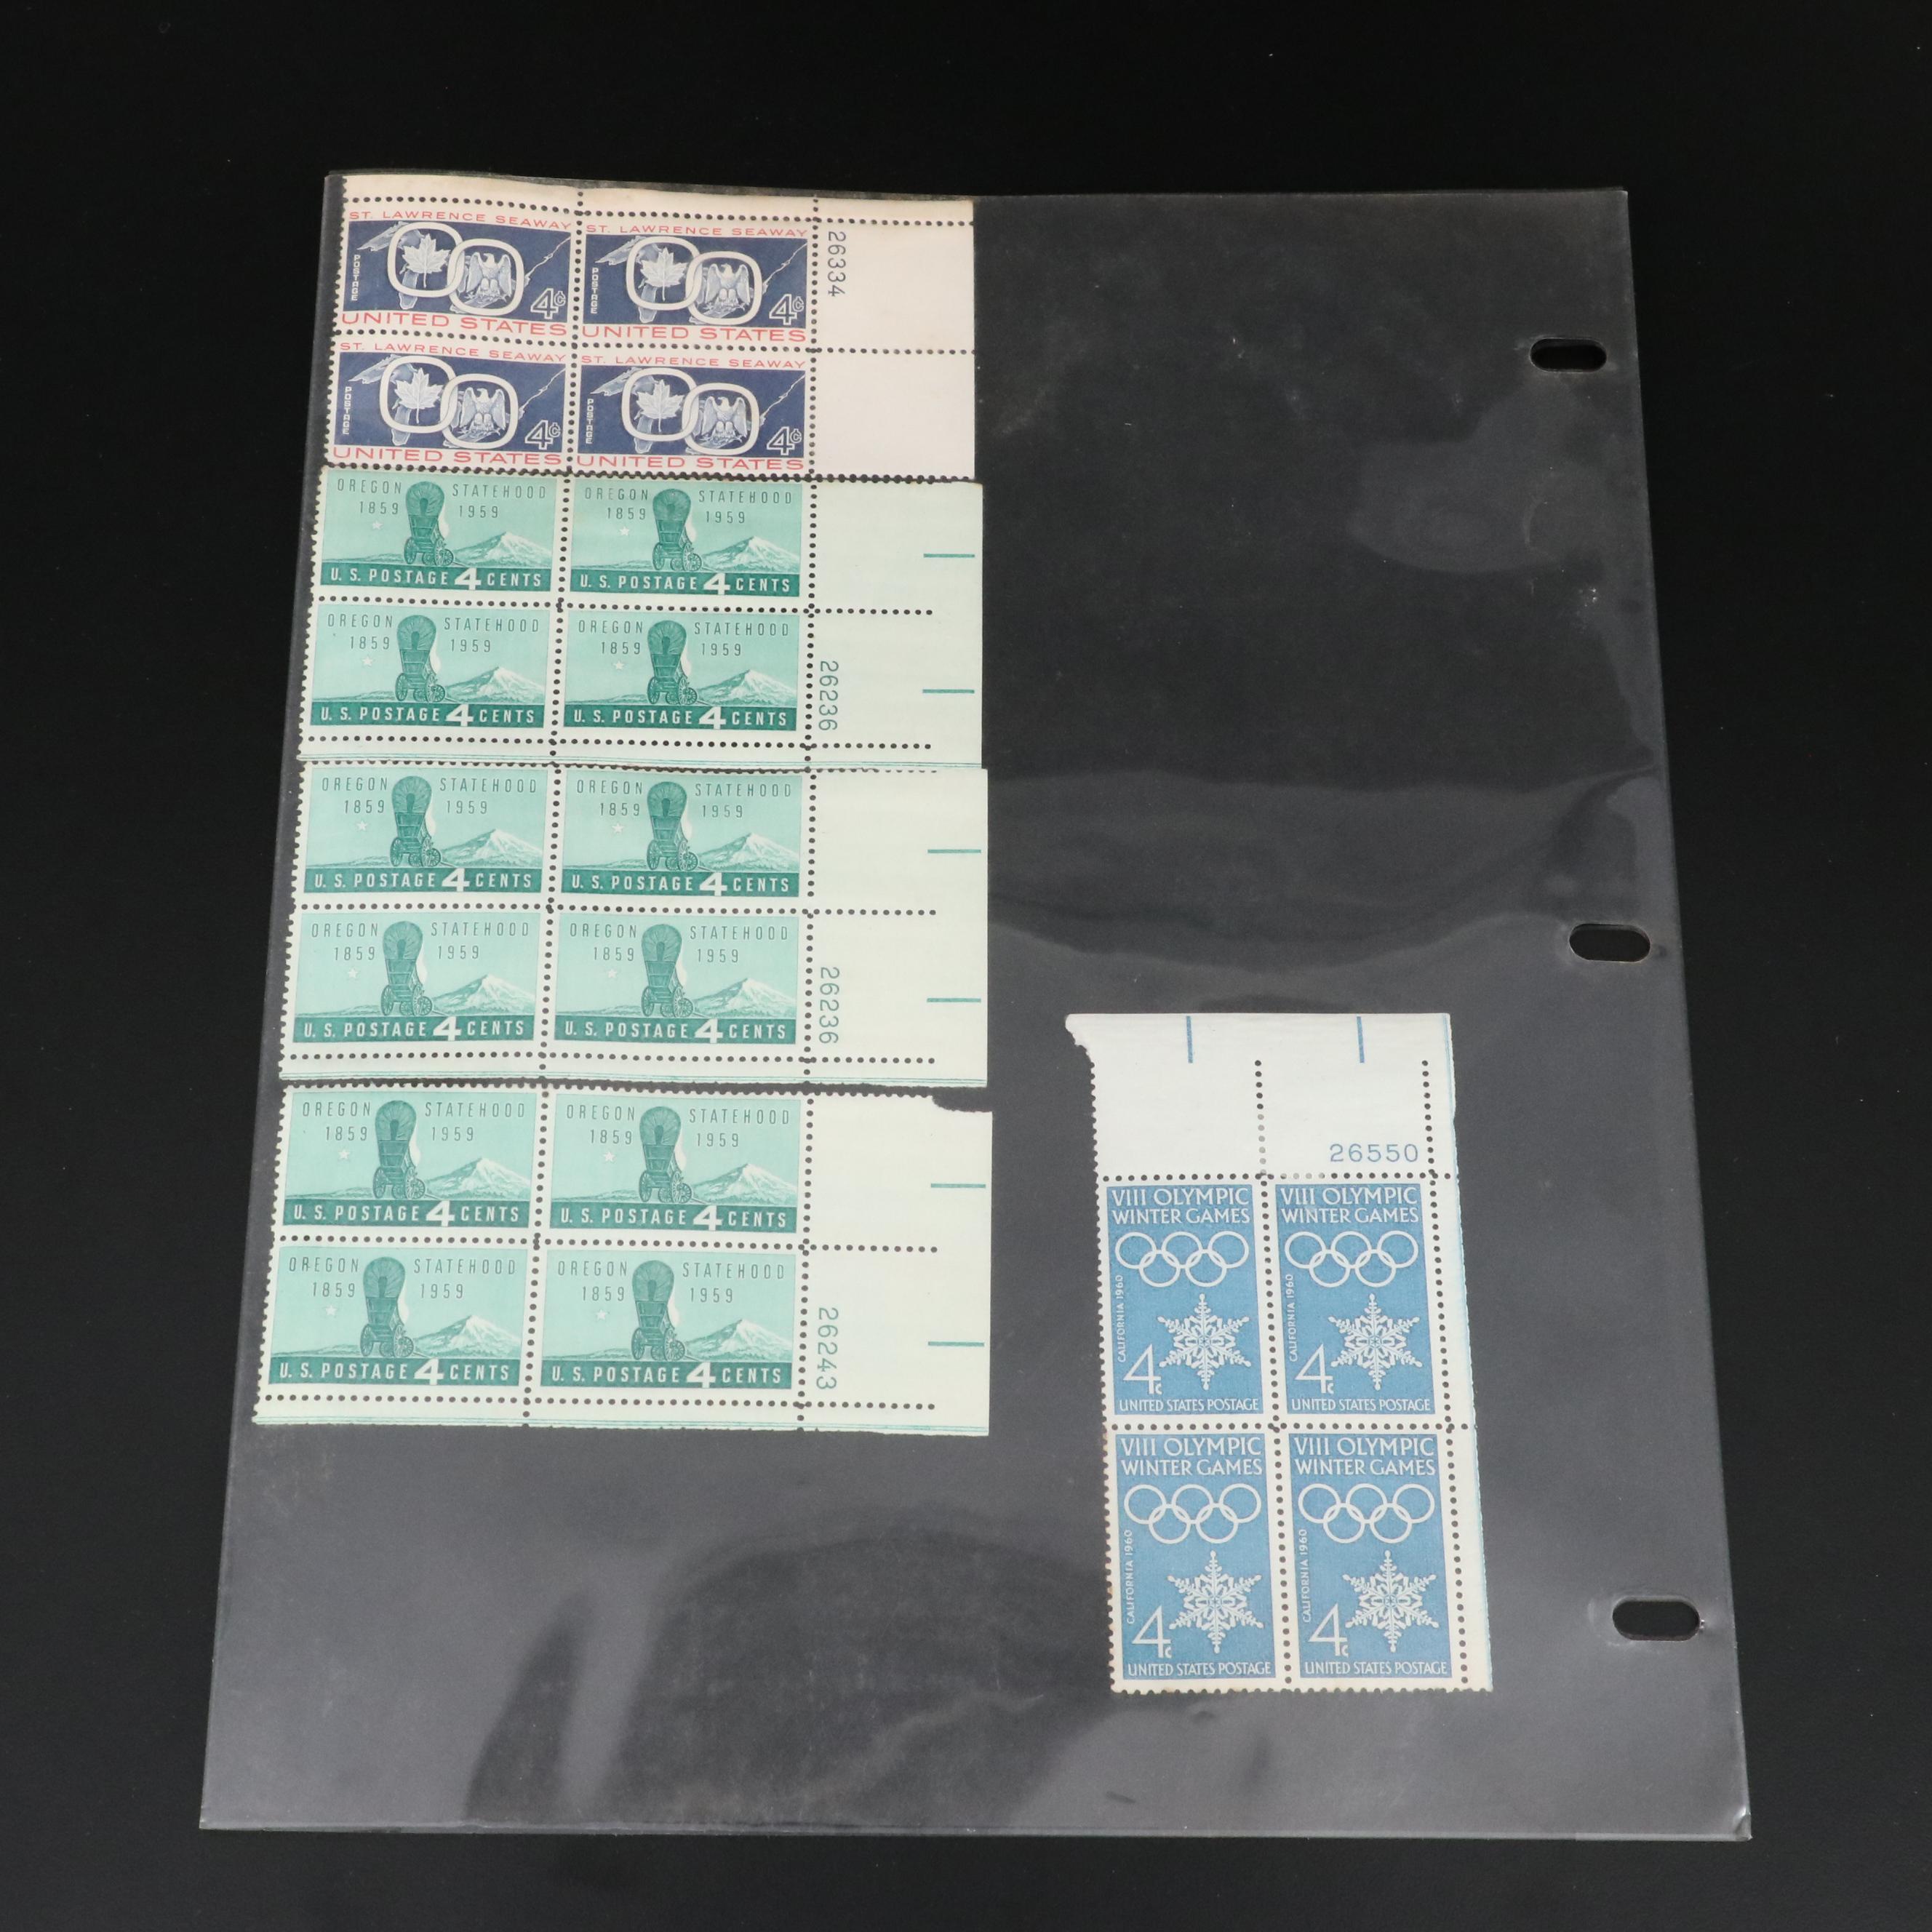 ST. LAWRENCE SEAWAY
POSTAGE
4¢
UNITED STATES
ST. LAWRENCE SEAWAY
POSTAGE
4¢
UNITED STATES
26334
ST. LAWRENCE SEAWAY
POSTAGE
4¢
UNITED STATES
ST. LAWRENCE SEAWAY
POSTAGE
4¢
UNITED STATES
OREGON STATEHOOD
1859 1959
U. S. POSTAGE 4 CENTS
OREGON STATEHOOD
1859 1959
U. S. POSTAGE 4 CENTS
OREGON STATEHOOD
1859 1959
U. S. POSTAGE 4 CENTS
OREGON STATEHOOD
1859 1959
U. S. POSTAGE 4 CENTS
26236
OREGON STATEHOOD
1859 1959
U. S. POSTAGE 4 CENTS
OREGON STATEHOOD
1859 1959
U. S. POSTAGE 4 CENTS
OREGON STATEHOOD
1859 1959
U. S. POSTAGE 4 CENTS
OREGON STATEHOOD
1859 1959
U. S. POSTAGE 4 CENTS
26236
OREGON STATEHOOD
1859 1959
U. S. POSTAGE 4 CENTS
OREGON STATEHOOD
1859 1959
U. S. POSTAGE 4 CENTS
OREGON STATEHOOD
1859 1959
U. S. POSTAGE 4 CENTS
OREGON STATEHOOD
1859 1959
U. S. POSTAGE 4 CENTS
26243
26550
VIII OLYMPIC
WINTER GAMES
CALIFORNIA 1960
4c
UNITED STATES POSTAGE
VIII OLYMPIC
WINTER GAMES
CALIFORNIA 1960
4c
UNITED STATES POSTAGE
VIII OLYMPIC
WINTER GAMES
CALIFORNIA 1960
4c
UNITED STATES POSTAGE
VIII OLYMPIC
WINTER GAMES
CALIFORNIA 1960
4c
UNITED STATES POSTAGE